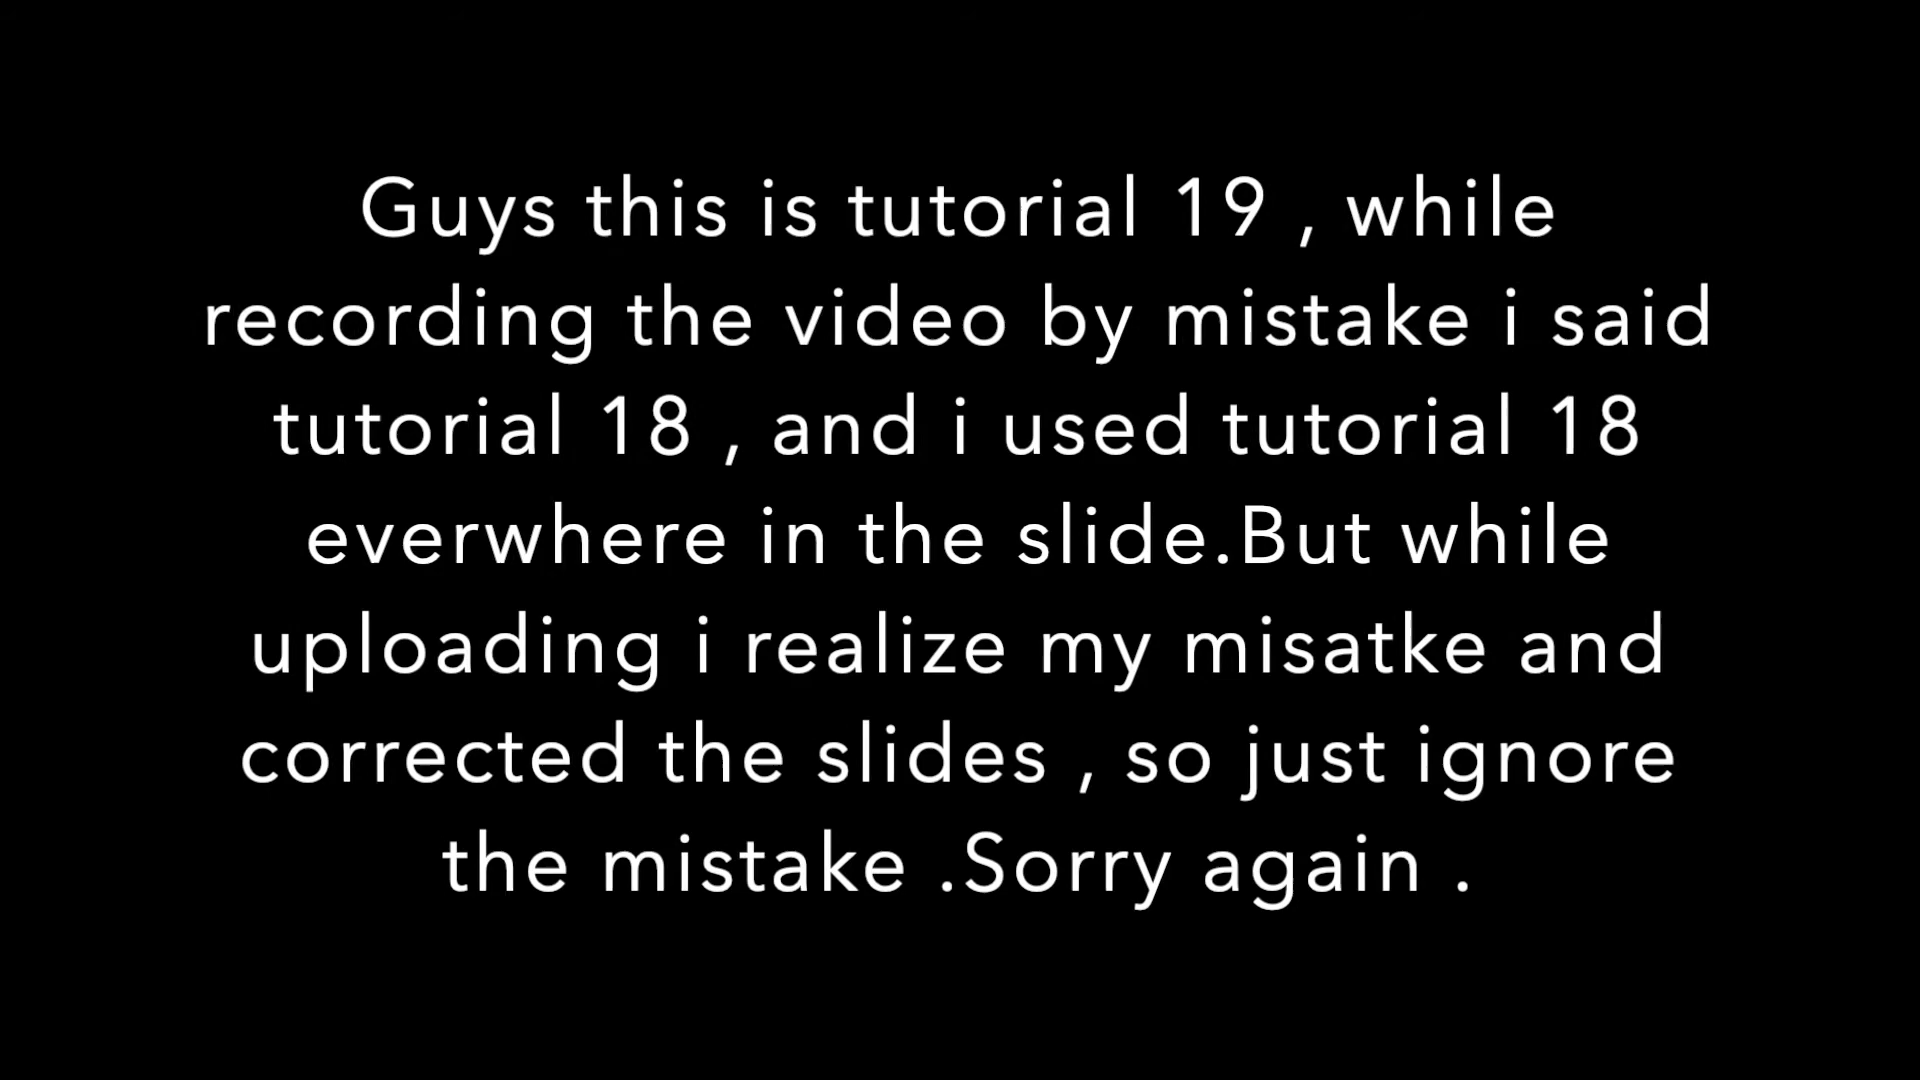 Guys this is tutorial 19 , while
recording the video by mistake i said
tutorial 18 , and i used tutorial 18
everwhere in the slide.But while
uploading i realize my misatke and
corrected the slides , so just ignore
the mistake .Sorry again .